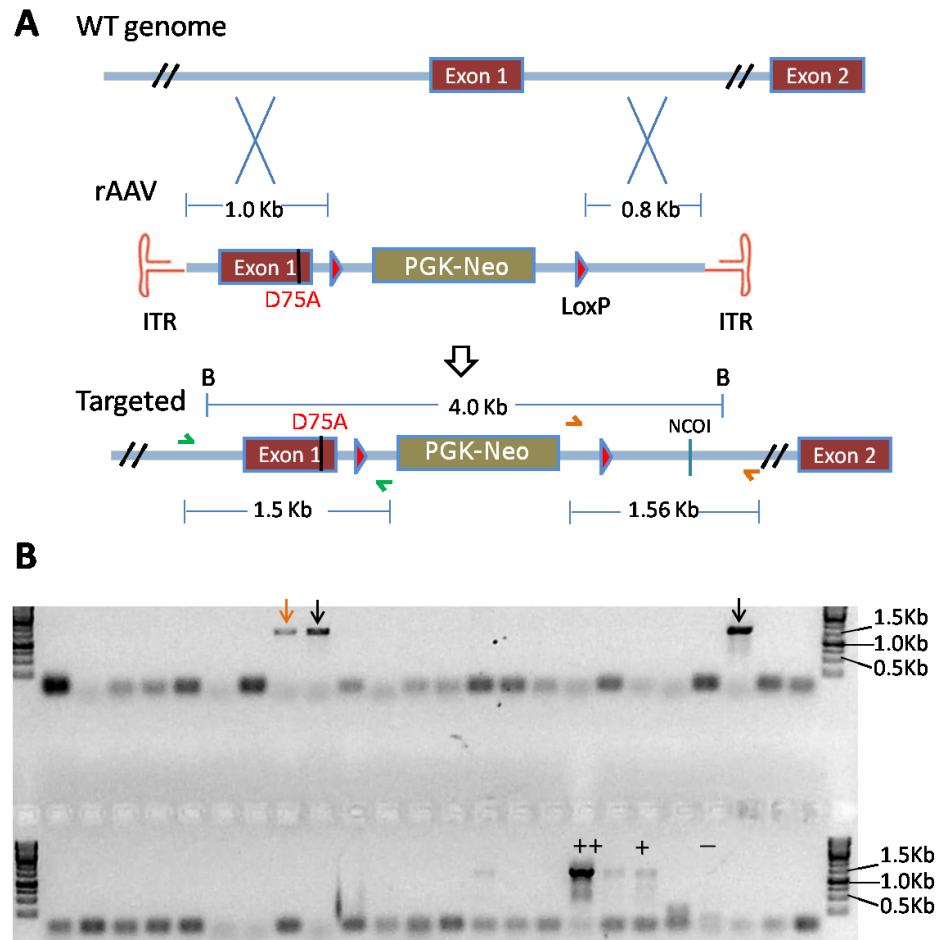 A WT genome
Exon 1
Exon 2
rAAV
1.0 Kb
0.8 Kb
Exon 1
PGK-Neo
D75A
LoxP
ITR
ITR
B
B
Targeted
4.0 Kb
D75A
NCOI
Exon 1
PGK-Neo
Exon 2
1.5 Kb
1.56 Kb
B
1.5Kb
1.0Kb
0.5Kb
++ + −
1.5Kb
1.0Kb
0.5Kb